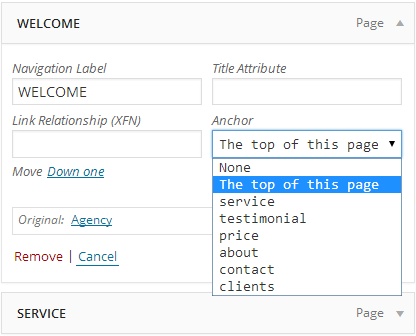 WELCOME Page
Navigation Label Title Attribute
WELCOME
Link Relationship (XFN) Anchor
The top of this page
Move Down one
None
The top of this page
service
testimonial
price
about
contact
clients
Original: Agency
Remove | Cancel
SERVICE Page